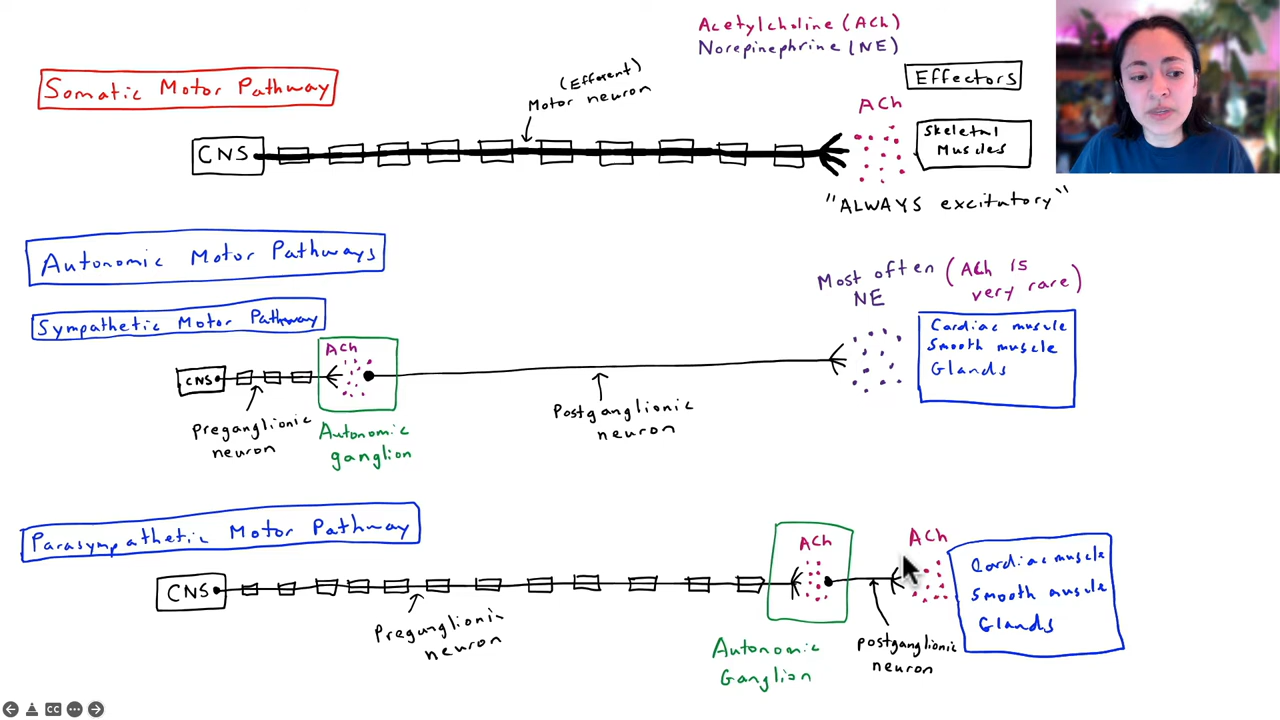 Acetylcholine (ACh)
Norepinephrine (NE)
Somatic Motor Pathway
(Efferent)
Motor neuron
Effectors
ACh
CNS
Skeletal
Muscles
"ALWAYS excitatory"
Autonomic Motor Pathways
Most often (ACh is
NE very rare)
Sympathetic Motor Pathway
ACh
Cardiac muscle
Smooth muscle
Glands
CNS
Preganglionic
neuron
Autonomic
ganglion
Postganglionic
neuron
Parasympathetic Motor Pathway
ACh
ACh
Cardiac muscle
Smooth muscle
Glands
CNS
Preganglionic
neuron
Autonomic
Ganglion
postganglionic
neuron
CC